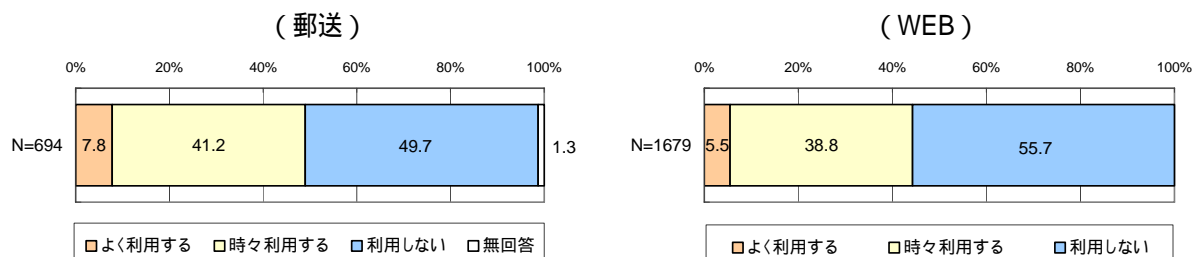 (郵送)
0% 20% 40% 60% 80% 100%
N=694 7.8 41.2 49.7 1.3
よく利用する 時々利用する 利用しない 無回答
(WEB)
0% 20% 40% 60% 80% 100%
N=1679 5.5 38.8 55.7
よく利用する 時々利用する 利用しない